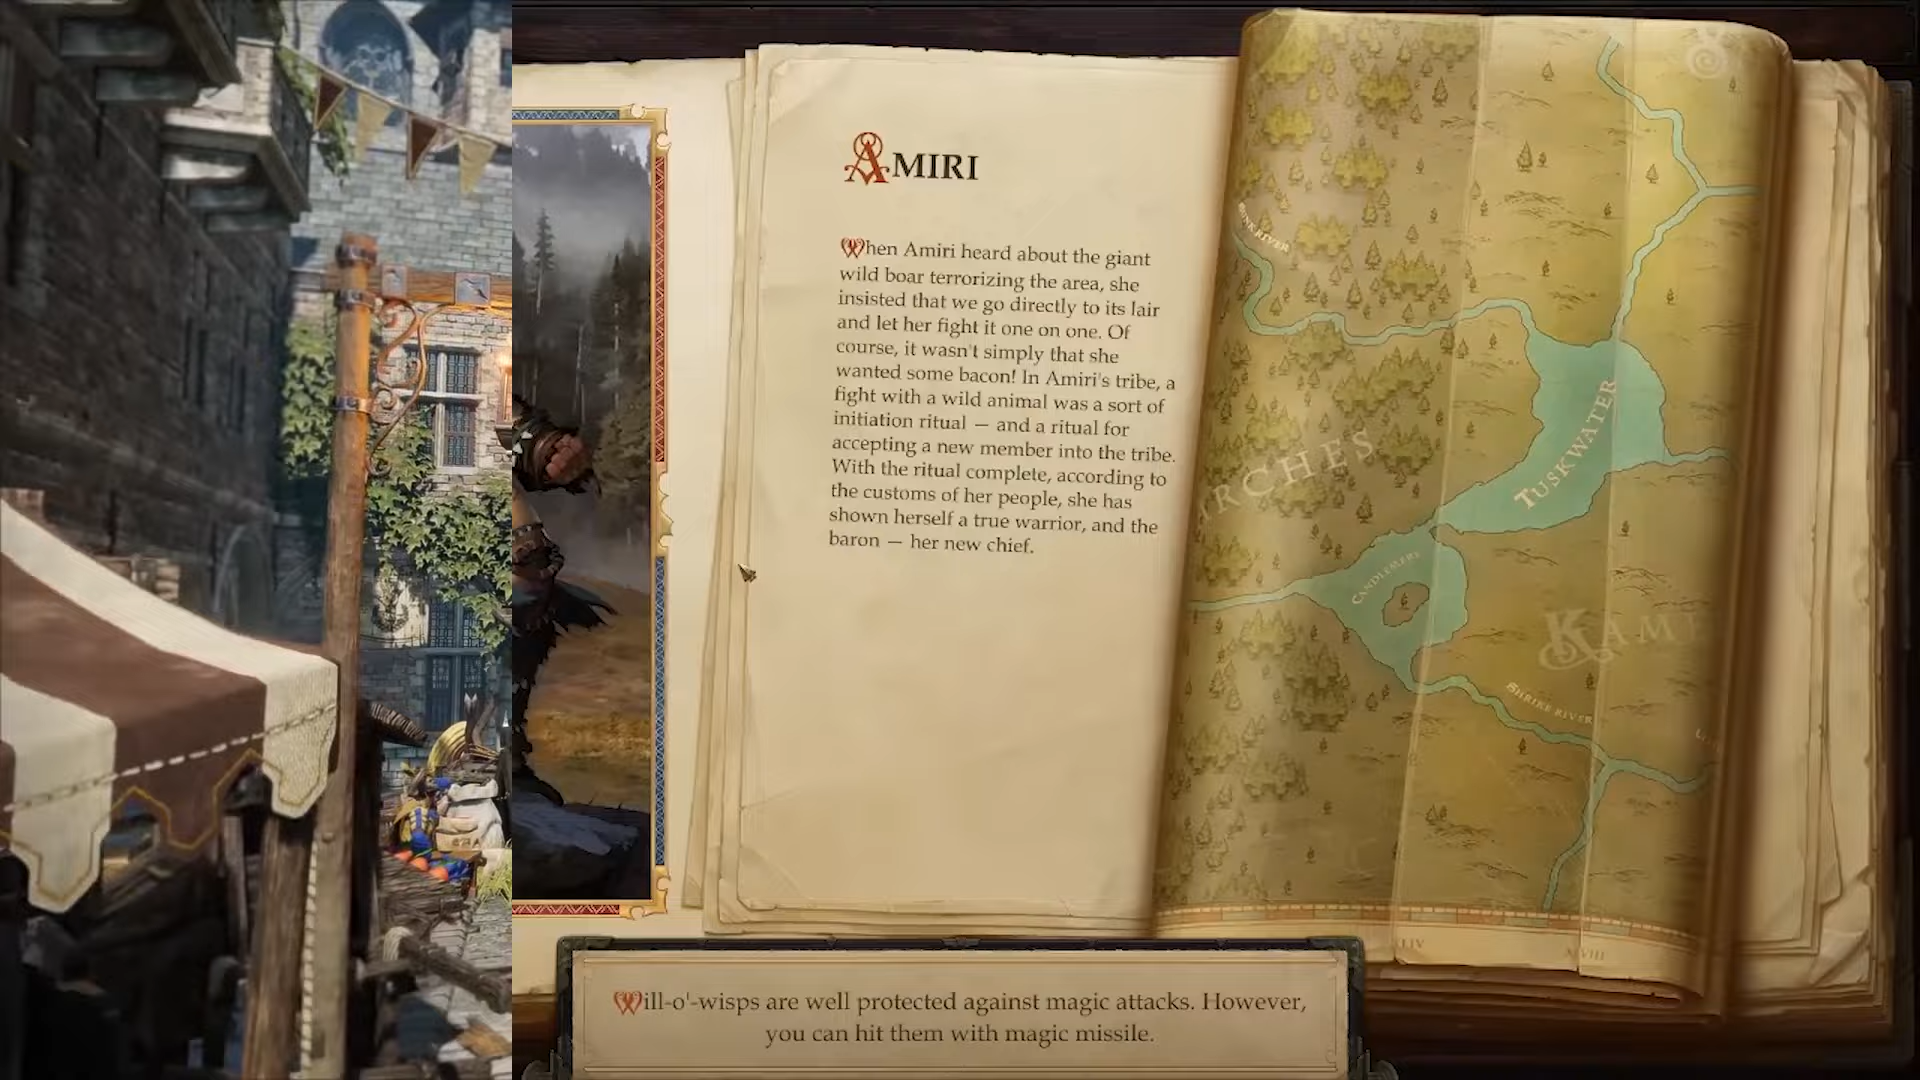 AMIRI
When Amiri heard about the giant
wild boar terrorizing the area, she
insisted that we go directly to its lair
and let her fight it one on one. Of
course, it wasn't simply that she
wanted some bacon! In Amiri's tribe, a
fight with a wild animal was a sort of
initiation ritual — and a ritual for
accepting a new member into the tribe.
With the ritual complete, according to
the customs of her people, she has
shown herself a true warrior, and the
baron — her new chief.
RIVER
TUSKWATER
CANDLEMERE
SHRIKE RIVER
Will-o'-wisps are well protected against magic attacks. However,
you can hit them with magic missile.